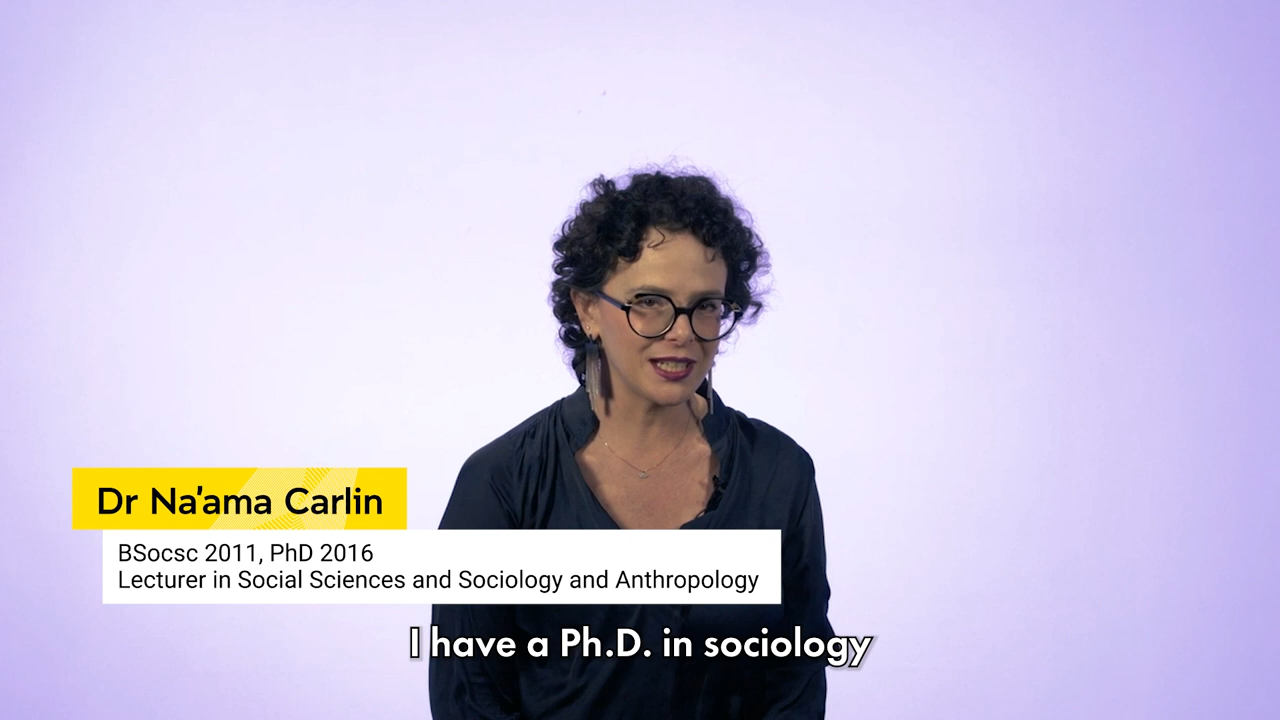 Dr Na'ama Carlin
BSocsc 2011, PhD 2016
Lecturer in Social Sciences and Sociology and Anthropology
I have a Ph.D. in sociology